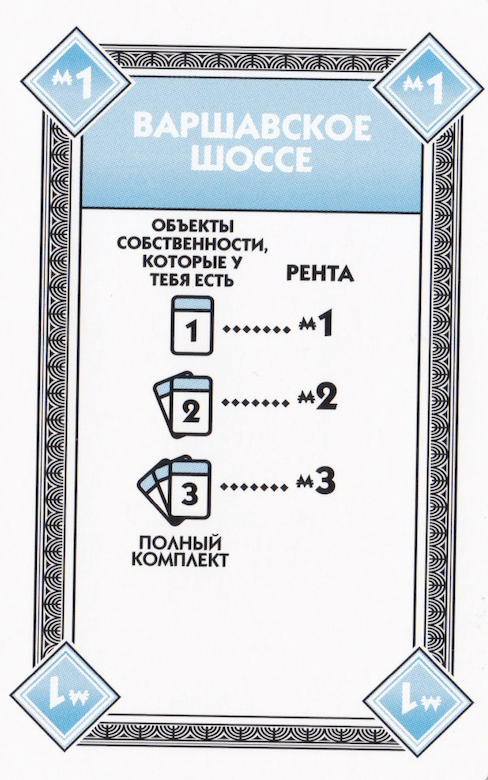 ₩1
₩1
ВАРШАВСКОЕ
ШОССЕ
ОБЪЕКТЫ
СОБСТВЕННОСТИ,
КОТОРЫЕ У
ТЕБЯ ЕСТЬ
РЕНТА
1 ....... ₩1
2 ....... ₩2
3 ....... ₩3
ПОЛНЫЙ
КОМПЛЕКТ
₩1
₩1